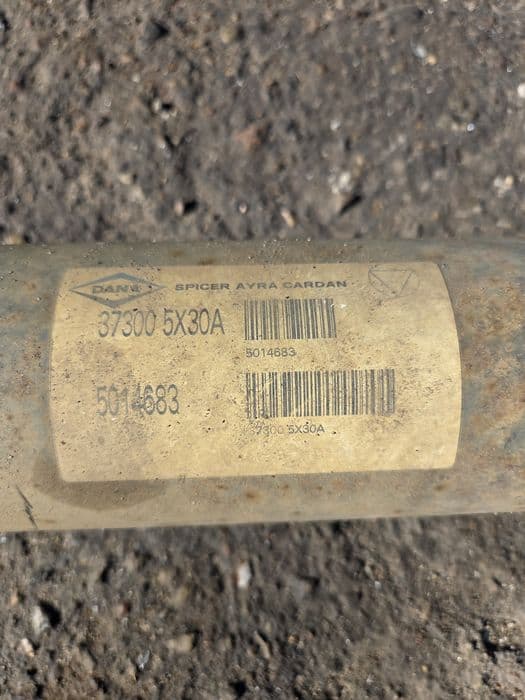 DANA
SPICER AYRA CARDAN
37300 5X30A
5014683
5014683
7300 5X30A